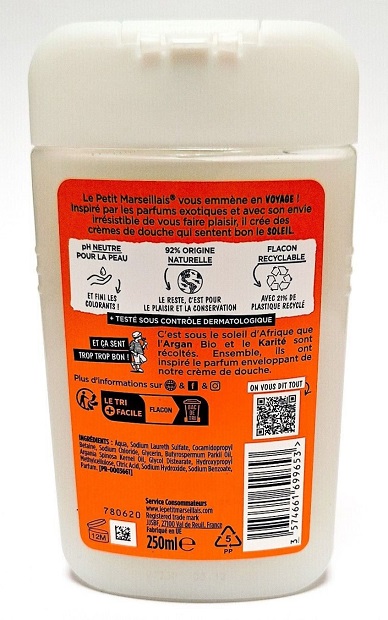 Le Petit Marseillais® vous emmène en VOYAGE !
Inspiré par les parfums exotiques et avec son envie
irrésistible de vous faire plaisir, il crée des
crèmes de douche qui sentent bon le SOLEIL.
pH NEUTRE
POUR LA PEAU
ET FINI LES
COLORANTS !
92% ORIGINE
NATURELLE
LE RESTE, C'EST POUR
LE PLAISIR ET LA CONSERVATION
FLACON
RECYCLABLE
AVEC 21% DE
PLASTIQUE RECYCLÉ
+ TESTÉ SOUS CONTRÔLE DERMATOLOGIQUE
ET ÇA SENT
TROP TROP BON !
C'est sous le soleil d'Afrique que
l'Argan Bio et le Karité sont
récoltés. Ensemble, ils ont
inspiré le parfum enveloppant de
notre crème de douche.
Plus d'informations sur &
ON VOUS DIT TOUT
LE TRI
+ FACILE
FLACON
BAC
DE TRI
INGRÉDIENTS : Aqua, Sodium Laureth Sulfate, Cocamidopropyl
Betaine, Sodium Chloride, Glycerin, Butyrospermum Parkii Oil,
Argania Spinosa Kernel Oil, Glycol Distearate, Hydroxypropyl
Methylcellulose, Citric Acid, Sodium Hydroxide, Sodium Benzoate,
Parfum. [PR-0003661]
3 574661 699653 >
Service Consommateurs
www.lepetitmarseillais.com
Registered trade mark
JJSBF, 27100 Val de Reuil, France
Fabriqué en DE
780620
12M
250ml e
5
PP